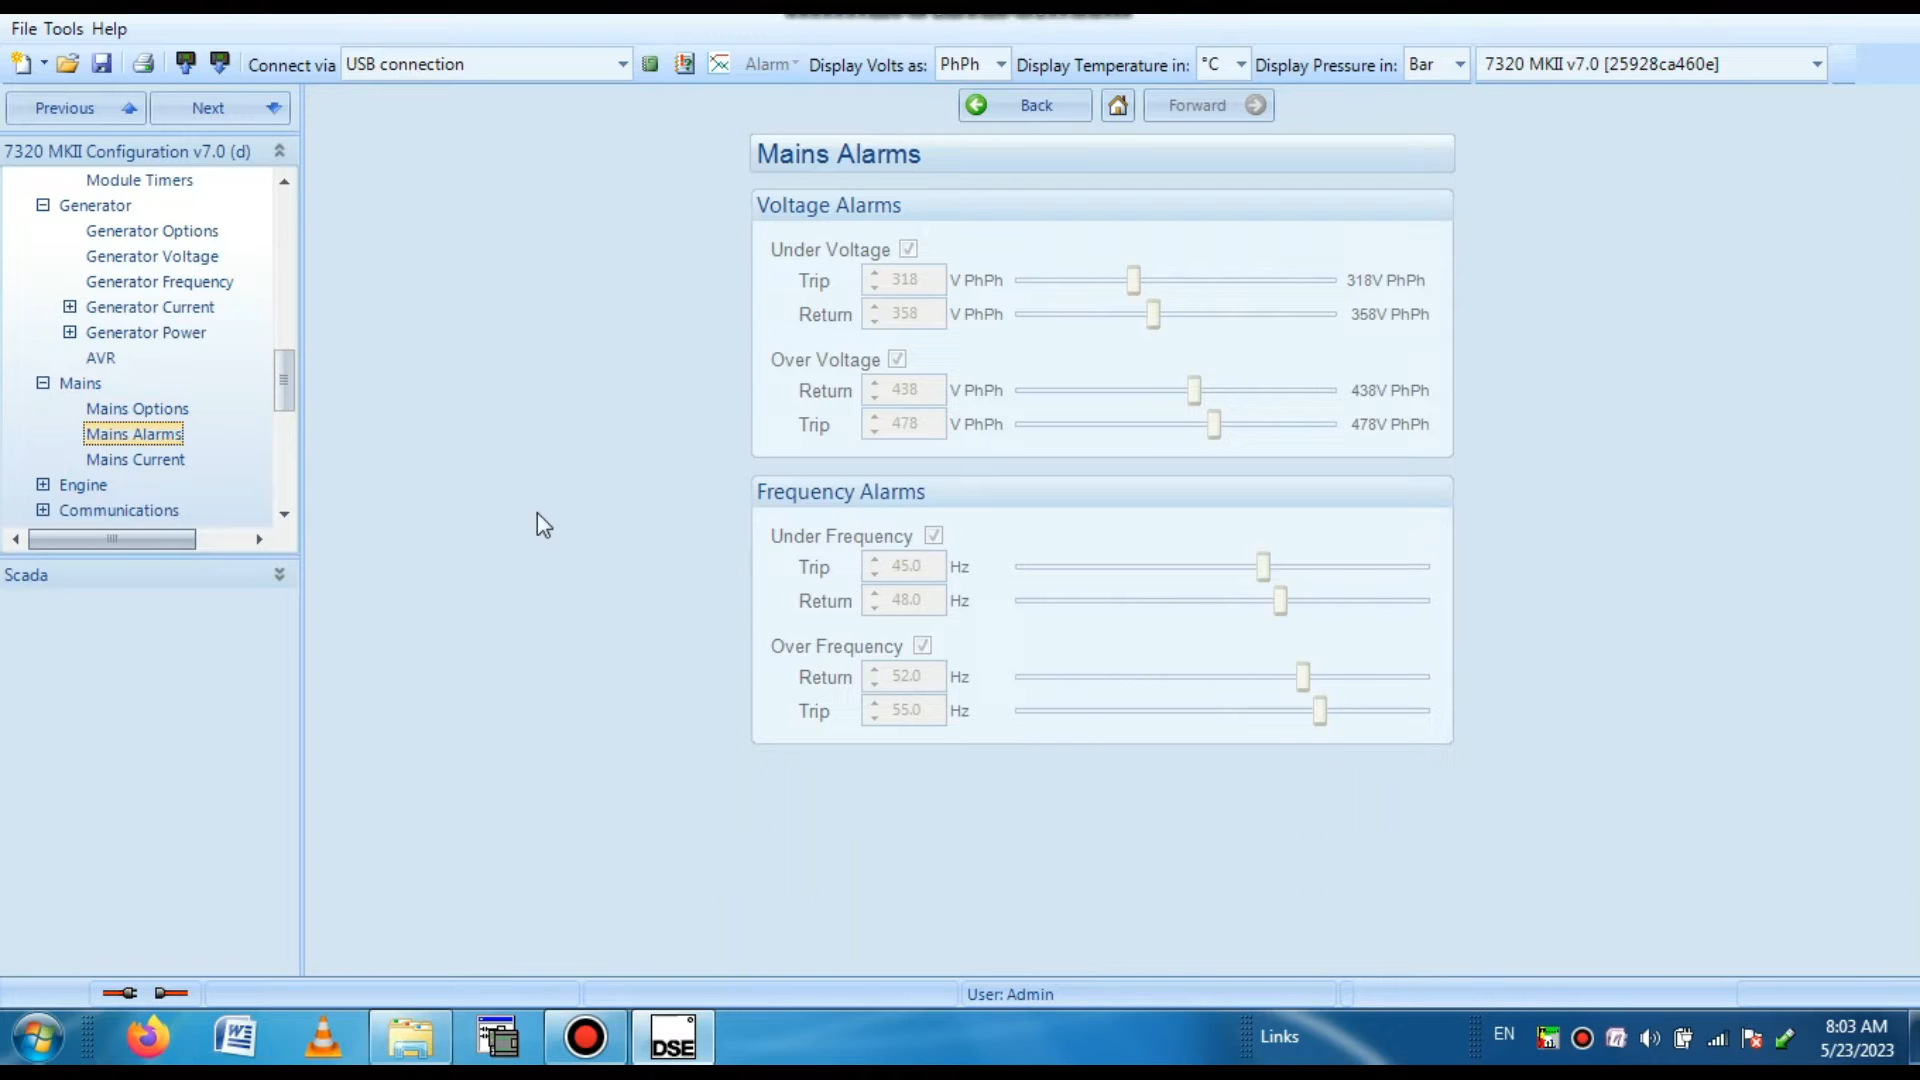 File Tools Help
Connect via USB connection Alarm Display Volts as: PhPh Display Temperature in: °C Display Pressure in: Bar 7320 MKII v7.0 [25928ca460e]
Previous Next
Back Forward
7320 MKII Configuration v7.0 (d)
Module Timers
Generator
Generator Options
Generator Voltage
Generator Frequency
Generator Current
Generator Power
AVR
Mains
Mains Options
Mains Alarms
Mains Current
Engine
Communications
Scada
Mains Alarms
Voltage Alarms
Under Voltage
Trip 318 V PhPh 318V PhPh
Return 358 V PhPh 358V PhPh
Over Voltage
Return 438 V PhPh 438V PhPh
Trip 478 V PhPh 478V PhPh
Frequency Alarms
Under Frequency
Trip 45.0 Hz
Return 48.0 Hz
Over Frequency
Return 52.0 Hz
Trip 55.0 Hz
User: Admin
DSE
Links
EN
8:03 AM
5/23/2023